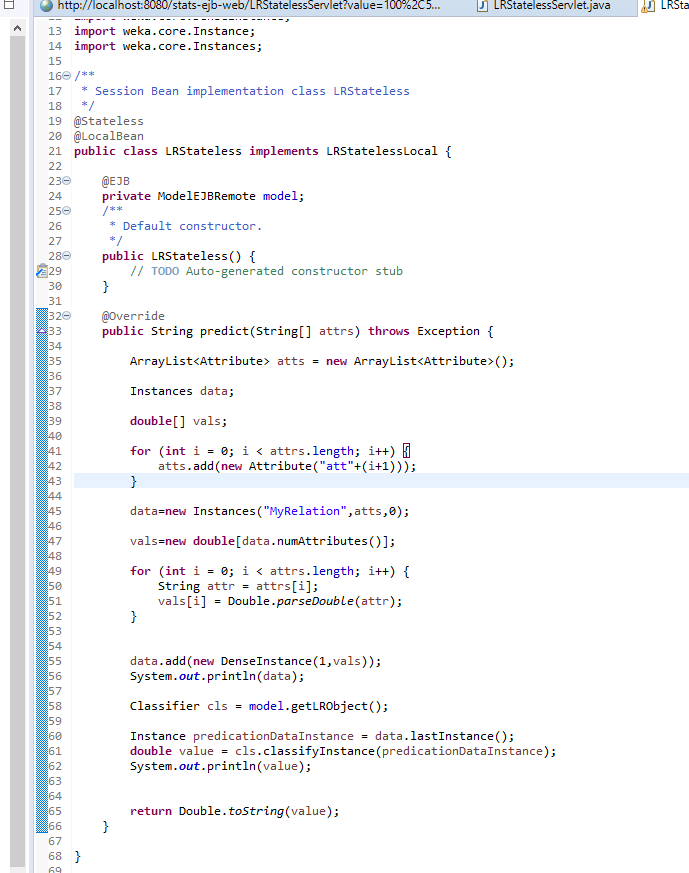 http://localhost:8080/stats-ejb-web/LRStatelessServlet?value=100%2C5... LRStatelessServlet.java LRSta
13 import weka.core.Instance;
14 import weka.core.Instances;
15
16 /**
17 * Session Bean implementation class LRStateless
18 */
19 @Stateless
20 @LocalBean
21 public class LRStateless implements LRStatelessLocal {
22
23 @EJB
24 private ModelEJBRemote model;
25 /**
26 * Default constructor.
27 */
28 public LRStateless() {
29 // TODO Auto-generated constructor stub
30 }
31
32 @Override
33 public String predict(String[] attrs) throws Exception {
34
35 ArrayList<Attribute> atts = new ArrayList<Attribute>();
36
37 Instances data;
38
39 double[] vals;
40
41 for (int i = 0; i < attrs.length; i++) {
42 atts.add(new Attribute("att"+(i+1)));
43 }
44
45 data=new Instances("MyRelation",atts,0);
46
47 vals=new double[data.numAttributes()];
48
49 for (int i = 0; i < attrs.length; i++) {
50 String attr = attrs[i];
51 vals[i] = Double.parseDouble(attr);
52 }
53
54
55 data.add(new DenseInstance(1,vals));
56 System.out.println(data);
57
58 Classifier cls = model.getLRObject();
59
60 Instance predicationDataInstance = data.lastInstance();
61 double value = cls.classifyInstance(predicationDataInstance);
62 System.out.println(value);
63
64
65 return Double.toString(value);
66 }
67
68 }
69